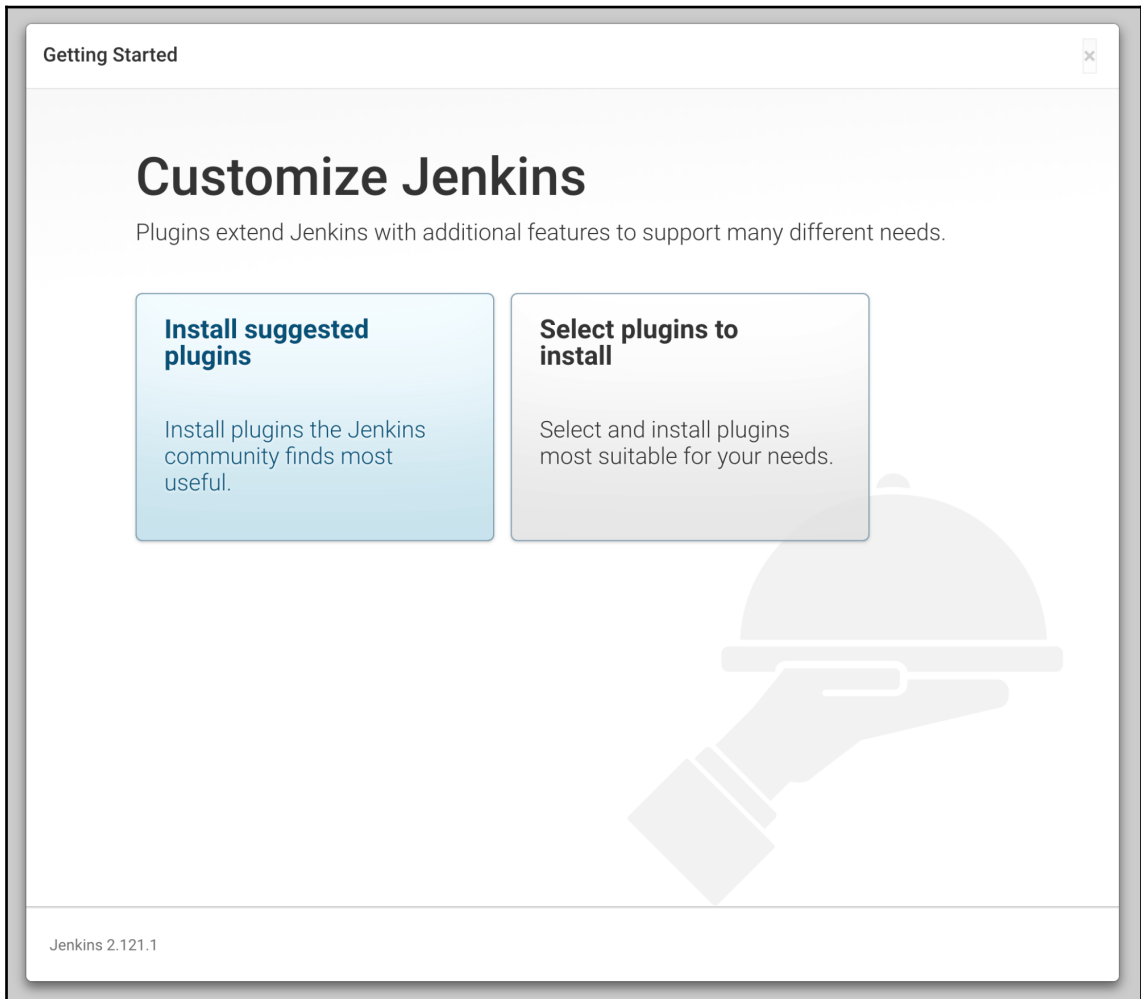 Getting Started
×
Customize Jenkins
Plugins extend Jenkins with additional features to support many different needs.
Install suggested
plugins
Install plugins the Jenkins
community finds most
useful.
Select plugins to
install
Select and install plugins
most suitable for your needs.
Jenkins 2.121.1